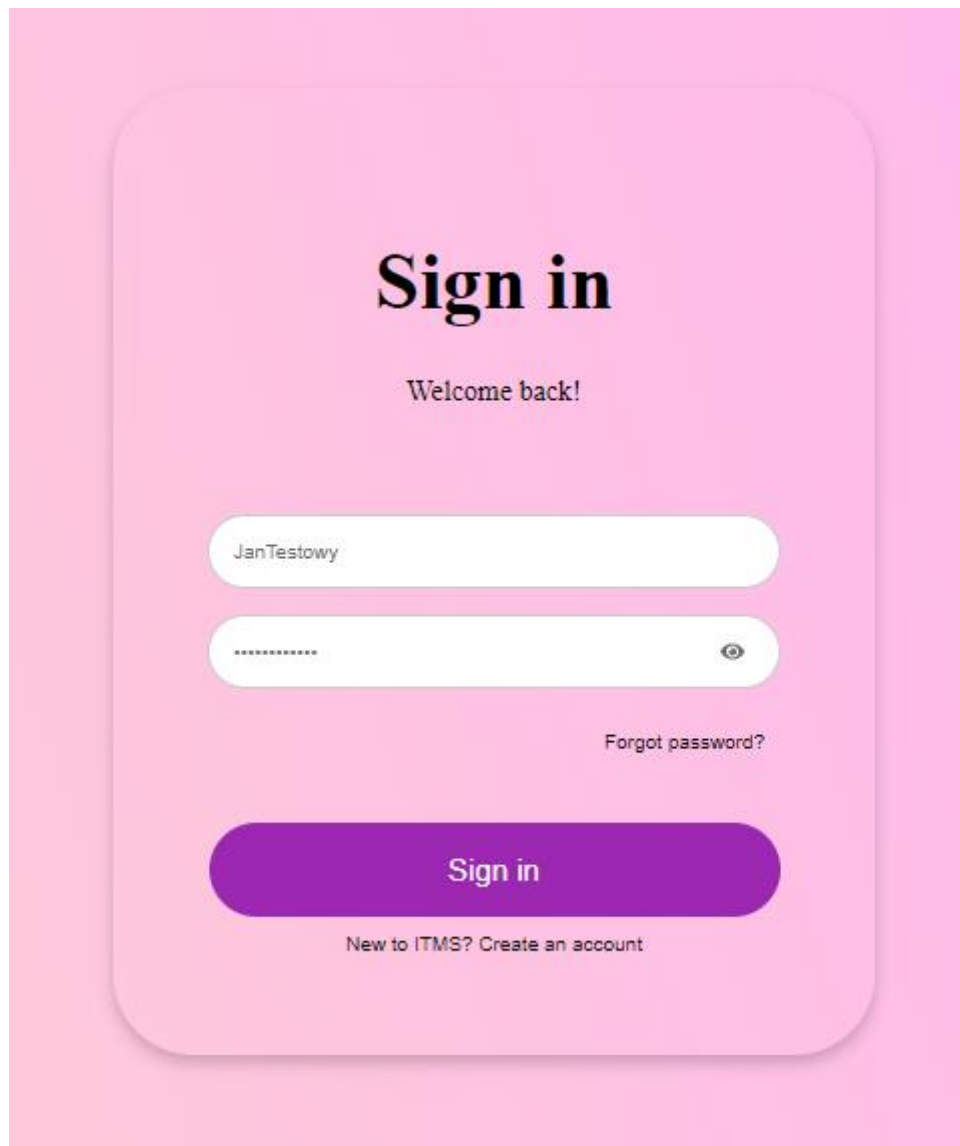 Sign in
Welcome back!
JanTestowy
••••••••••••
Forgot password?
Sign in
New to ITMS? Create an account